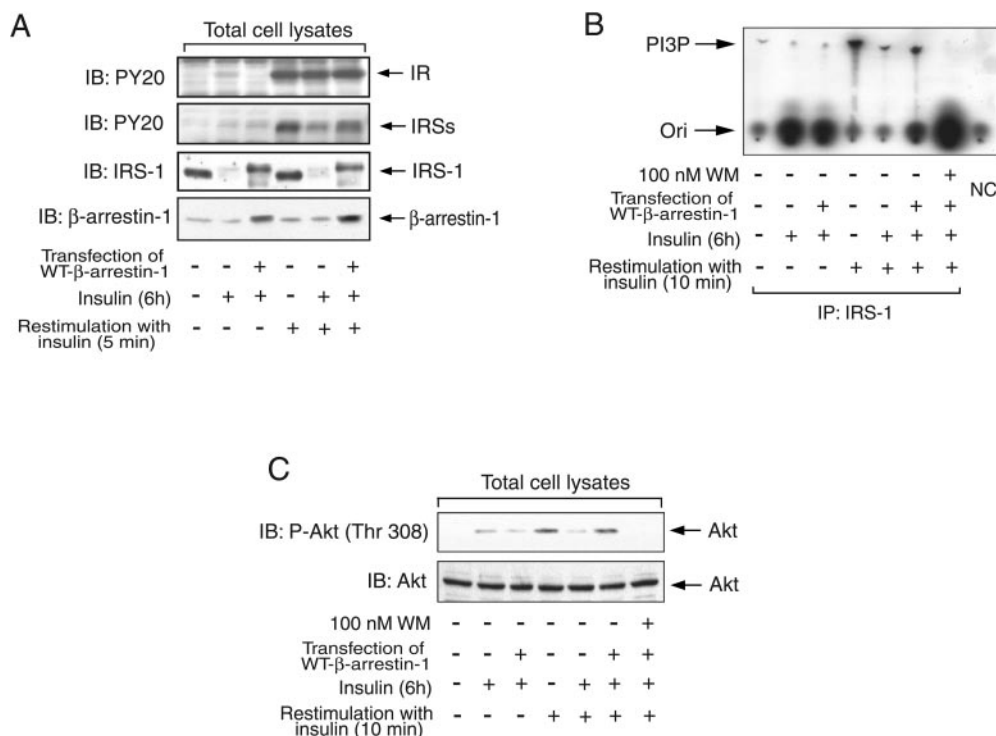 A
Total cell lysates
IB: PY20 IR
IB: PY20 IRSs
IB: IRS-1 IRS-1
IB: β-arrestin-1 β-arrestin-1
Transfection of
WT-β-arrestin-1 - - + - - +
Insulin (6h) - + + - + +
Restimulation with
insulin (5 min) - - - + + +
B
PI3P
Ori
100 nM WM - - - - - - + NC
Transfection of
WT-β-arrestin-1 - - + - - + +
Insulin (6h) - + + - + + +
Restimulation with
insulin (10 min) - - - + + + +
IP: IRS-1
C
Total cell lysates
IB: P-Akt (Thr 308) Akt
IB: Akt Akt
100 nM WM - - - - - - +
Transfection of
WT-β-arrestin-1 - - + - - + +
Insulin (6h) - + + - + + +
Restimulation with
insulin (10 min) - - - + + + +